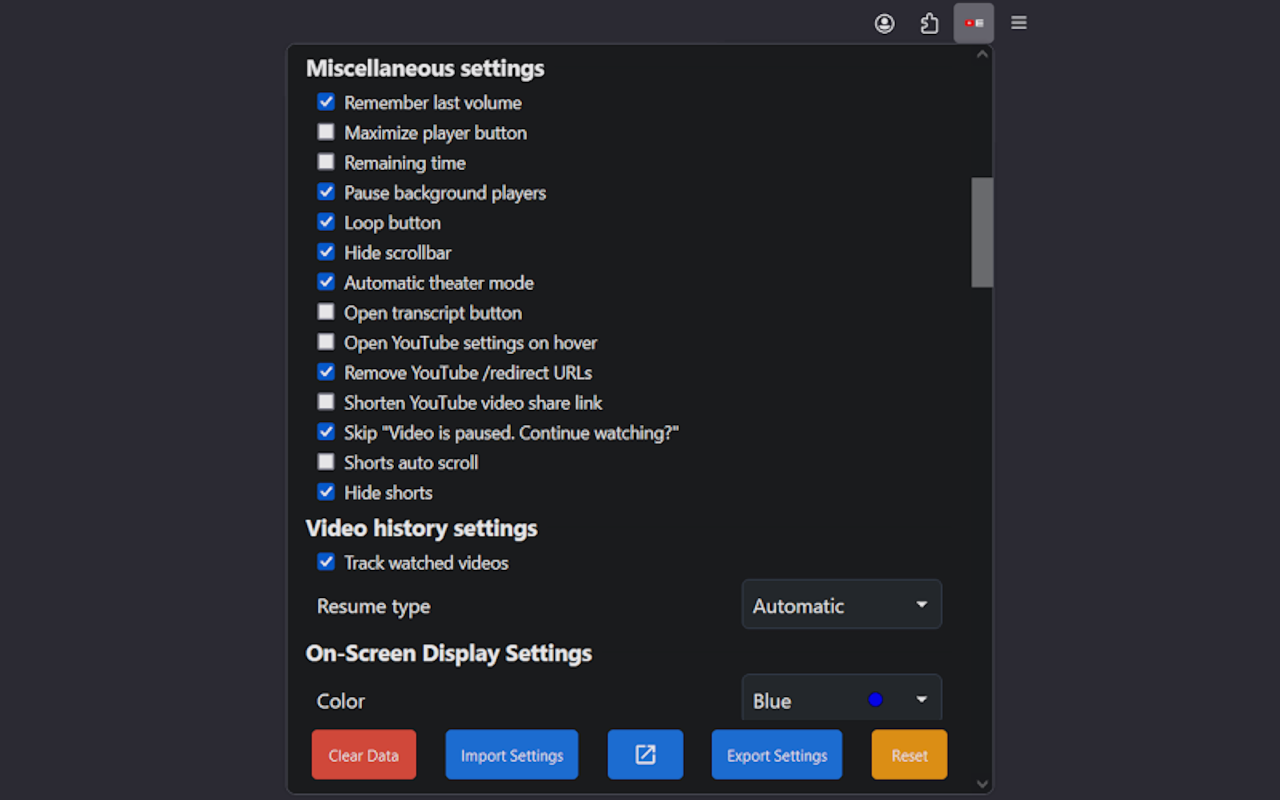 Miscellaneous settings
Remember last volume
Maximize player button
Remaining time
Pause background players
Loop button
Hide scrollbar
Automatic theater mode
Open transcript button
Open YouTube settings on hover
Remove YouTube /redirect URLs
Shorten YouTube video share link
Skip "Video is paused. Continue watching?"
Shorts auto scroll
Hide shorts
Video history settings
Track watched videos
Resume type Automatic
On-Screen Display Settings
Color Blue
Clear Data Import Settings Export Settings Reset